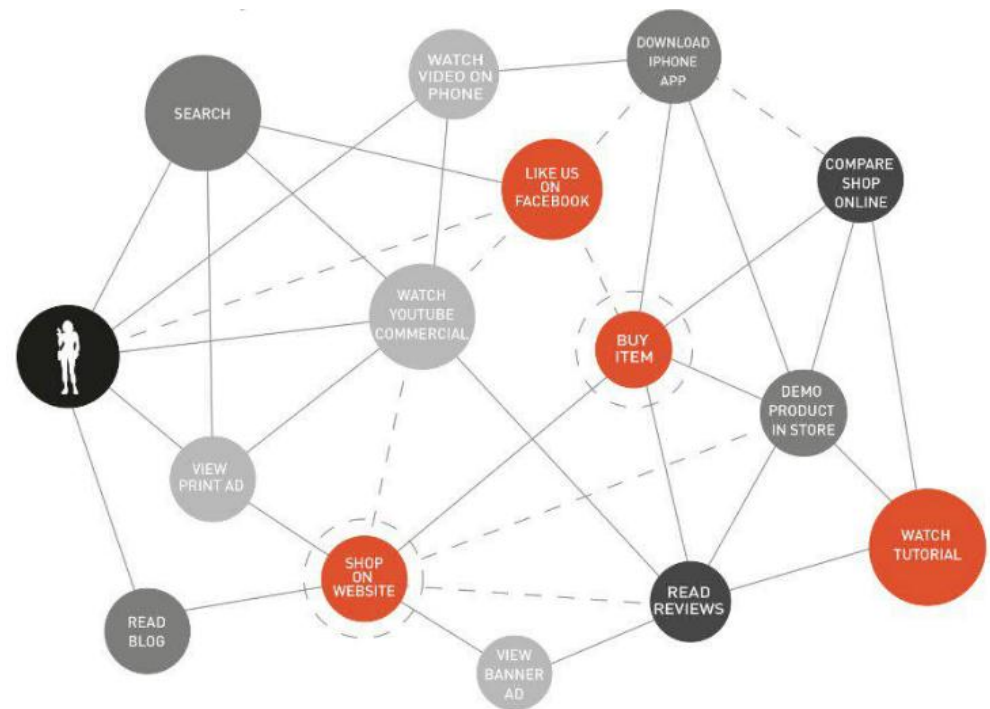 WATCH
VIDEO ON
PHONE
DOWNLOAD
IPHONE
APP
SEARCH
LIKE US
ON
FACEBOOK
COMPARE
SHOP
ONLINE
WATCH
YOUTUBE
COMMERCIAL
BUY
ITEM
DEMO
PRODUCT
IN STORE
VIEW
PRINT AD
SHOP
ON
WEBSITE
WATCH
TUTORIAL
READ
REVIEWS
READ
BLOG
VIEW
BANNER
AD